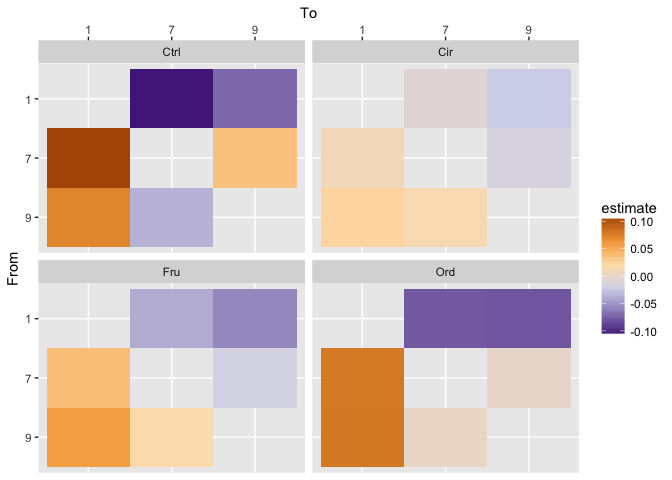 To
1 7 9 1 7 9
Ctrl Cir
1
7
9
From
Fru Ord
1
7
9
estimate
0.10
0.05
0.00
-0.05
-0.10